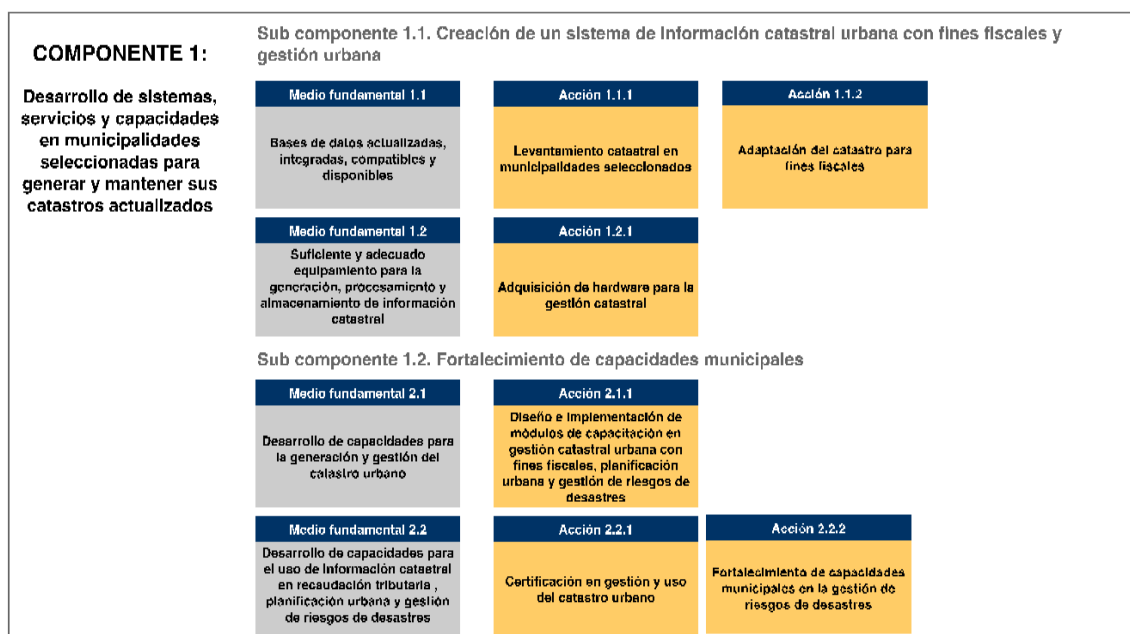 COMPONENTE 1:
Desarrollo de sistemas,
servicios y capacidades
en municipalidades
seleccionadas para
generar y mantener sus
catastros actualizados
Sub componente 1.1. Creación de un sistema de información catastral urbana con fines fiscales y
gestión urbana
Medio fundamental 1.1
Bases de datos actualizadas,
integradas, compatibles y
disponibles
Acción 1.1.1
Levantamiento catastral en
municipalidades seleccionados
Acción 1.1.2
Adaptación del catastro para
fines fiscales
Medio fundamental 1.2
Suficiente y adecuado
equipamiento para la
generación, procesamiento y
almacenamiento de información
catastral
Acción 1.2.1
Adquisición de hardware para la
gestión catastral
Sub componente 1.2. Fortalecimiento de capacidades municipales
Medio fundamental 2.1
Desarrollo de capacidades para
la generación y gestión del
catastro urbano
Acción 2.1.1
Diseño e implementación de
módulos de capacitación en
gestión catastral urbana con
fines fiscales, planificación
urbana y gestión de riesgos de
desastres
Medio fundamental 2.2
Desarrollo de capacidades para
el uso de información catastral
en recaudación tributaria ,
planificación urbana y gestión
de riesgos de desastres
Acción 2.2.1
Certificación en gestión y uso
del catastro urbano
Acción 2.2.2
Fortalecimiento de capacidades
municipales en la gestión de
riesgos de desastres